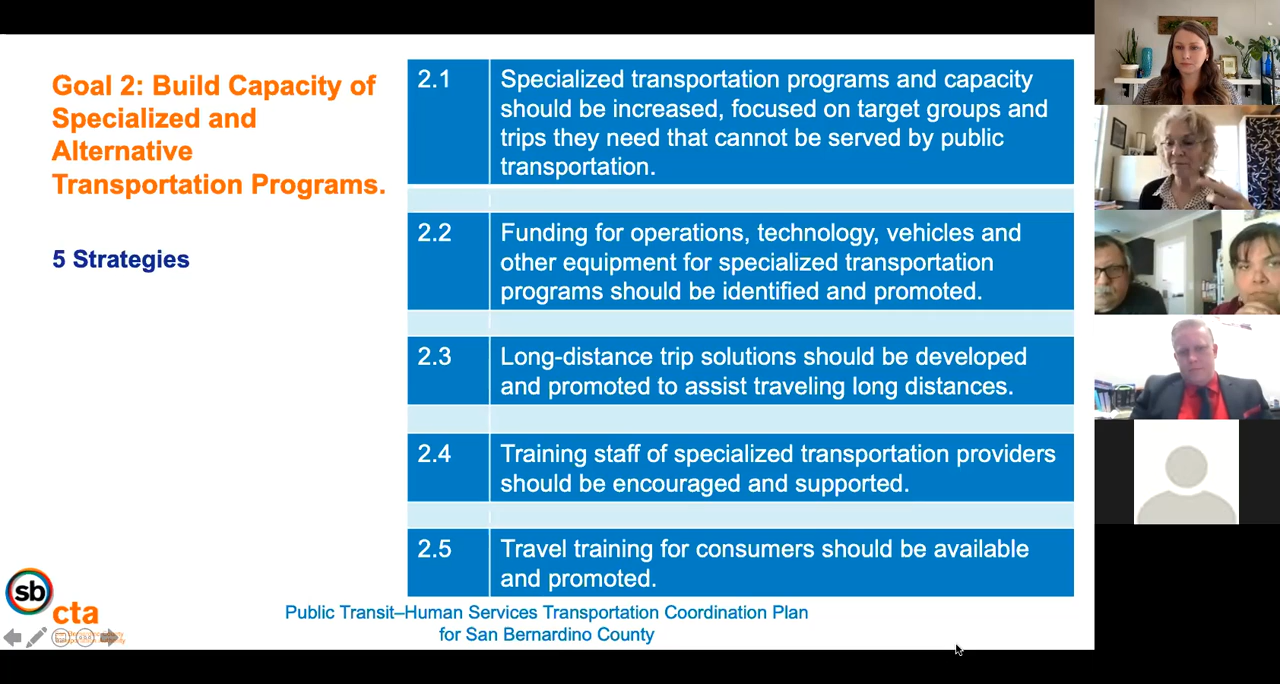 Goal 2: Build Capacity of
Specialized and
Alternative
Transportation Programs.
5 Strategies
2.1
Specialized transportation programs and capacity
should be increased, focused on target groups and
trips they need that cannot be served by public
transportation.
2.2
Funding for operations, technology, vehicles and
other equipment for specialized transportation
programs should be identified and promoted.
2.3
Long-distance trip solutions should be developed
and promoted to assist traveling long distances.
2.4
Training staff of specialized transportation providers
should be encouraged and supported.
2.5
Travel training for consumers should be available
and promoted.
sb
cta
Public Transit–Human Services Transportation Coordination Plan
for San Bernardino County